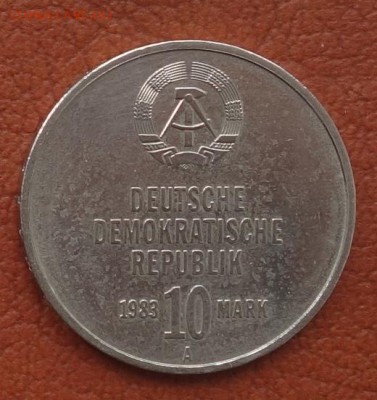 DEUTSCHE
DEMOKRATISCHE
REPUBLIK
1983 10 MARK
A